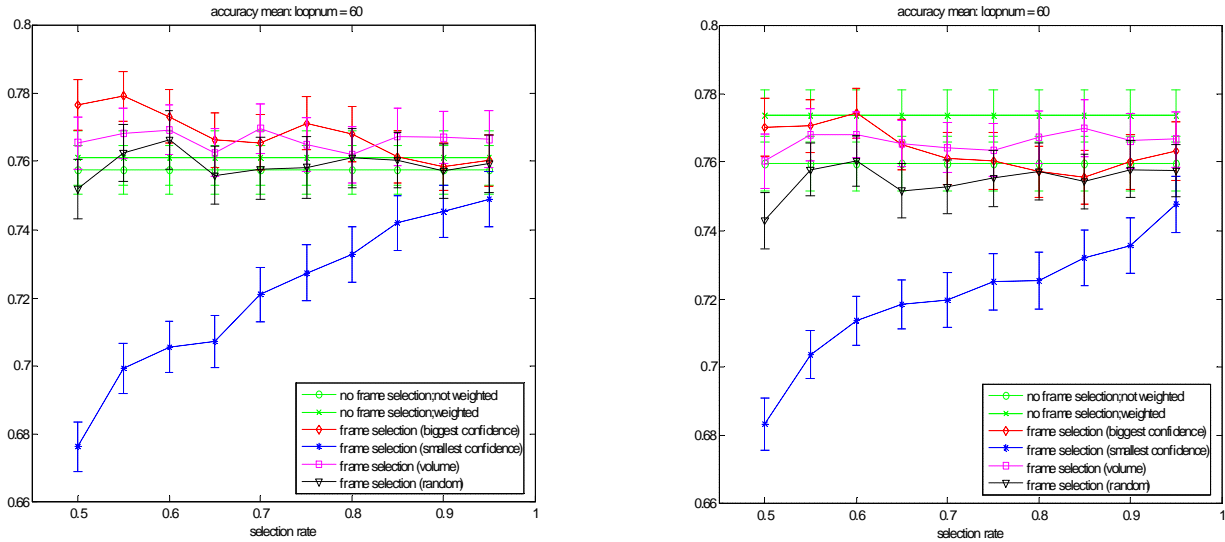 accuracy mean: loopnum = 60
0.8
0.78
0.76
0.74
0.72
0.7
0.68
0.66
0.5
0.6
0.7
0.8
0.9
1
selection rate
no frame selection;not weighted
no frame selection;weighted
frame selection (biggest confidence)
frame selection (smallest confidence)
frame selection (volume)
frame selection (random)
accuracy mean: loopnum = 60
0.8
0.78
0.76
0.74
0.72
0.7
0.68
0.66
0.5
0.6
0.7
0.8
0.9
1
selection rate
no frame selection;not weighted
no frame selection;weighted
frame selection (biggest confidence)
frame selection (smallest confidence)
frame selection (volume)
frame selection (random)